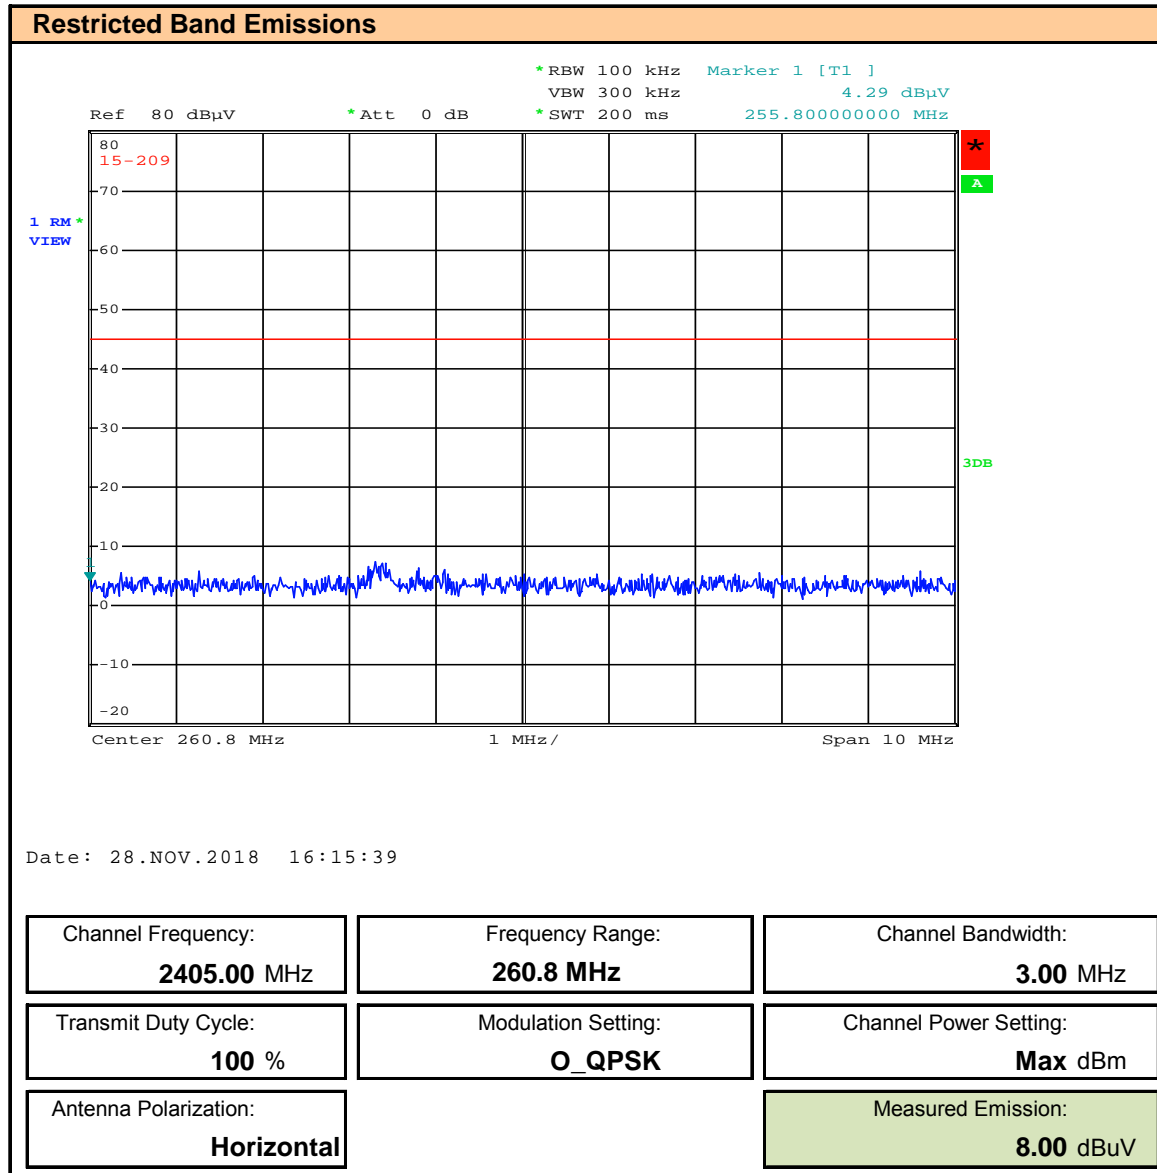 Restricted Band Emissions
*RBW 100 kHz Marker 1 [T1 ]
VBW 300 kHz 4.29 dBµV
Ref 80 dBµV *Att 0 dB *SWT 200 ms 255.800000000 MHz
80
15-209
*
A
70
1 RM *
VIEW
60
50
40
30
3DB
20
10
1
0
-10
-20
Center 260.8 MHz 1 MHz/ Span 10 MHz
Date: 28.NOV.2018 16:15:39
Channel Frequency: Frequency Range: Channel Bandwidth:
2405.00 MHz 260.8 MHz 3.00 MHz
Transmit Duty Cycle: Modulation Setting: Channel Power Setting:
100 % O_QPSK Max dBm
Antenna Polarization: Measured Emission:
Horizontal 8.00 dBuV